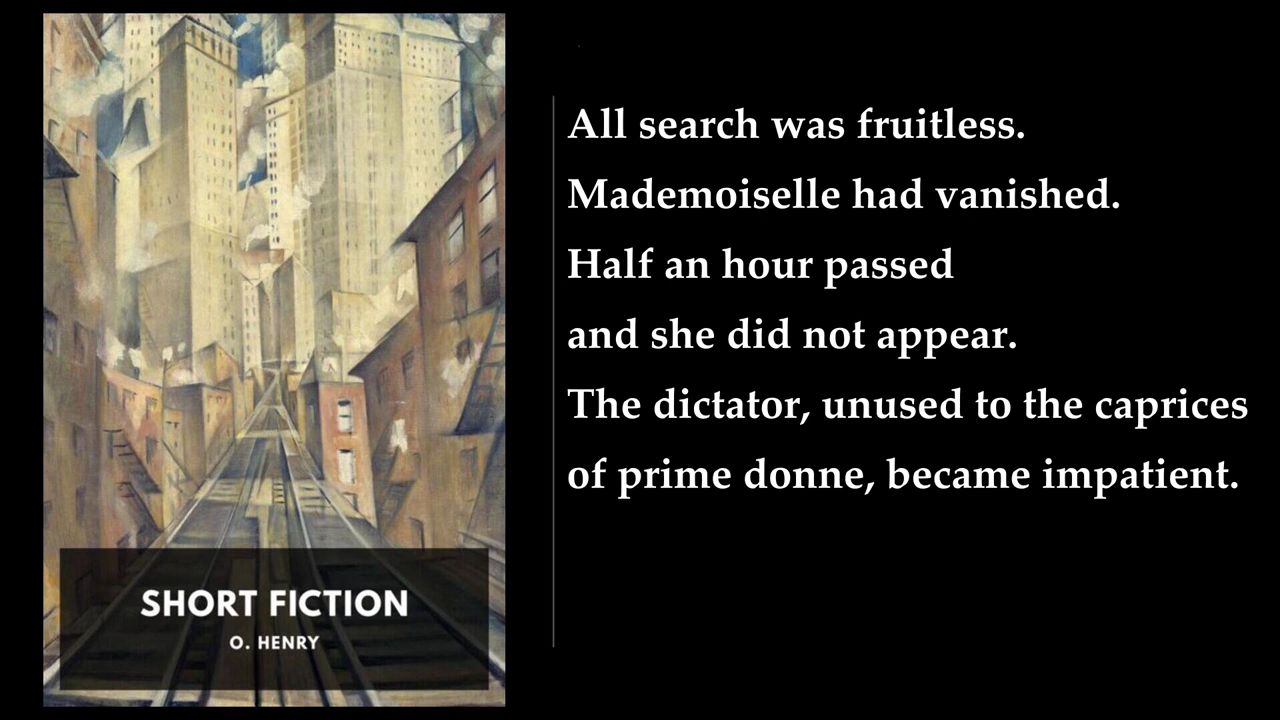 SHORT FICTION
O. HENRY
All search was fruitless.
Mademoiselle had vanished.
Half an hour passed
and she did not appear.
The dictator, unused to the caprices
of prime donne, became impatient.